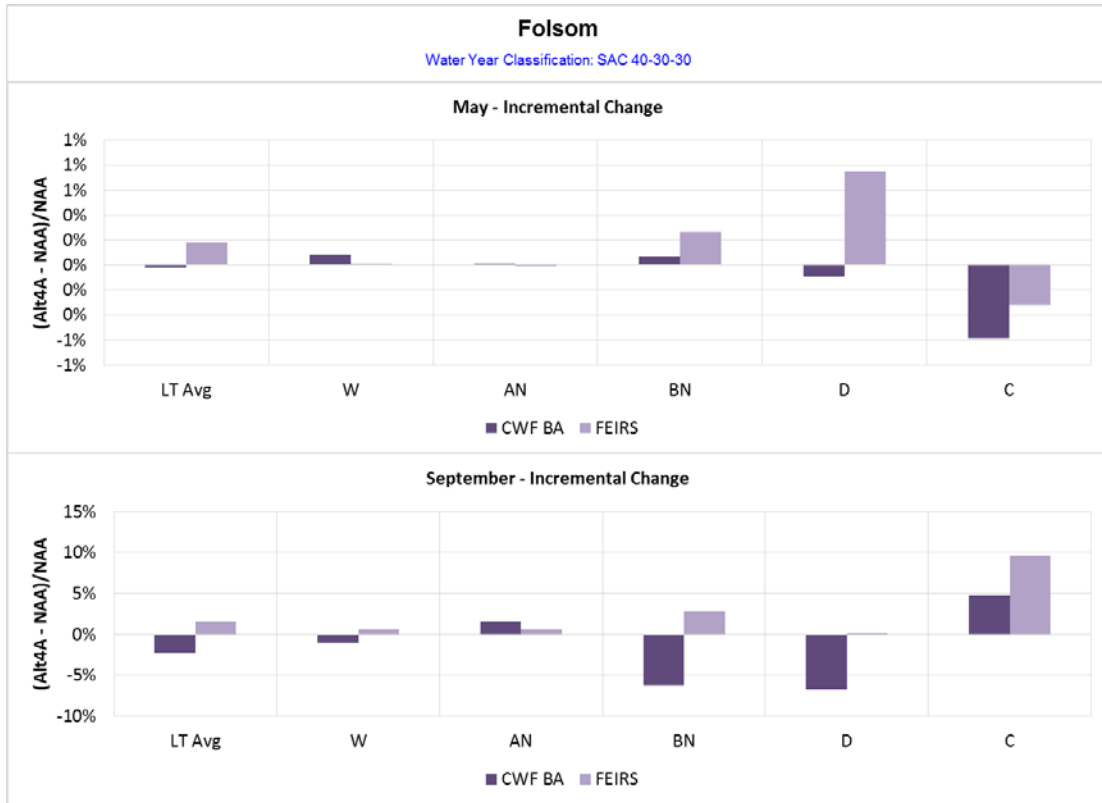 Folsom
Water Year Classification: SAC 40-30-30
May - Incremental Change
(Alt4A - NAA)/NAA
1%
1%
1%
0%
0%
0%
0%
0%
-1%
-1%
LT Avg W AN BN D C
CWF BA FEIRS
September - Incremental Change
(Alt4A - NAA)/NAA
15%
10%
5%
0%
-5%
-10%
LT Avg W AN BN D C
CWF BA FEIRS